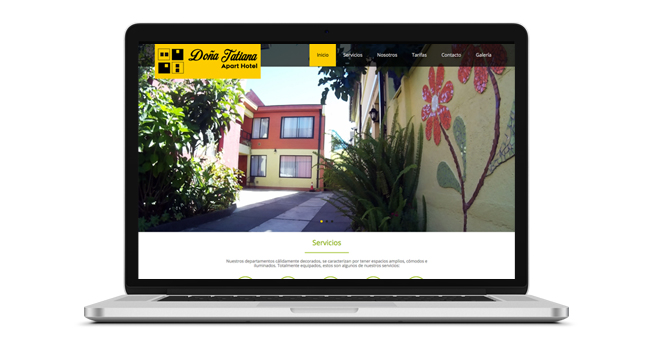 Doña Tatiana
Apart Hotel
Inicio
Servicios
Nosotros
Tarifas
Contacto
Galería
Servicios
Nuestros departamentos cálidamente decorados, se caracterizan por tener espacios amplios, cómodos e
iluminados. Totalmente equipados, estos son algunos de nuestros servicios: